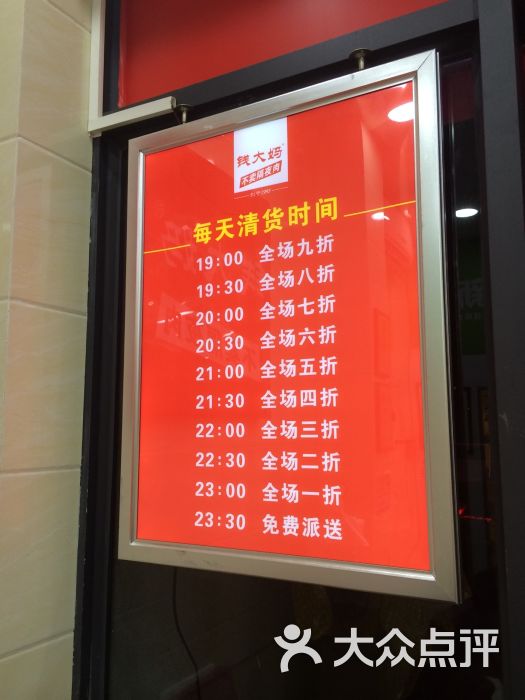 钱大妈
不卖隔夜肉
每天清货时间
19:00 全场九折
19:30 全场八折
20:00 全场七折
20:30 全场六折
21:00 全场五折
21:30 全场四折
22:00 全场三折
22:30 全场二折
23:00 全场一折
23:30 免费派送
大众点评